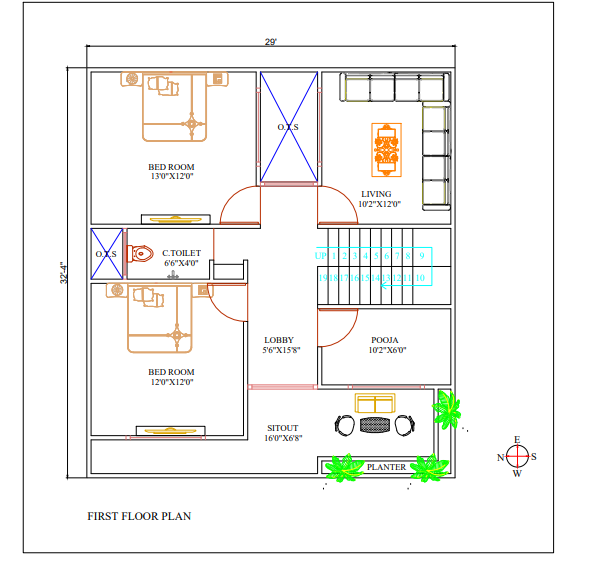 29'
32'-4"
O.T.S
BED ROOM
13'0"X12'0"
LIVING
10'2"X12'0"
O.T.S
C.TOILET
6'6"X4'0"
UP 1 2 3 4 5 6 7 8 9
19 18 17 16 15 14 13 12 11 10
LOBBY
5'6"X15'8"
POOJA
10'2"X6'0"
BED ROOM
12'0"X12'0"
SITOUT
16'0"X6'8"
PLANTER
E
N S
W
FIRST FLOOR PLAN